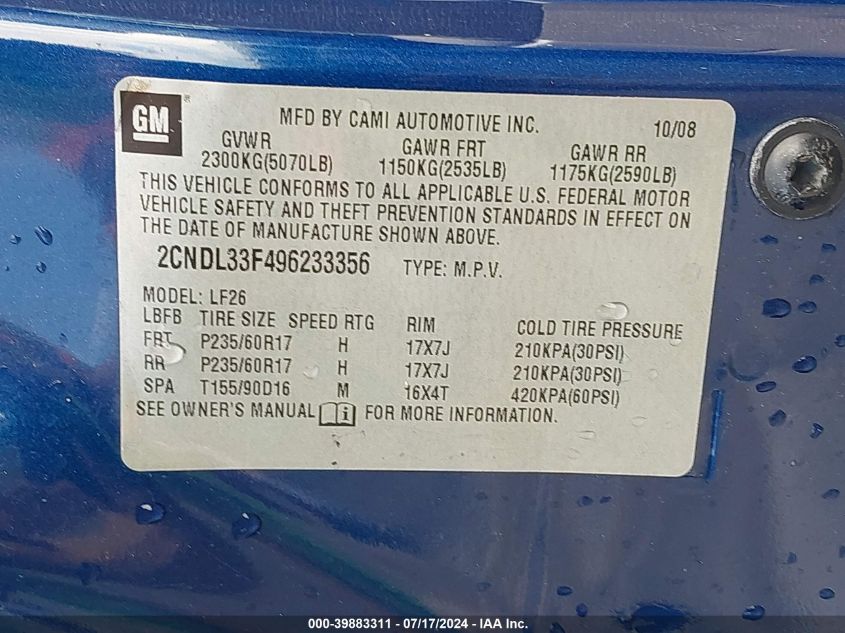 GM ® MFD BY CAMI AUTOMOTIVE INC. 10/08
GVWR GAWR FRT GAWR RR
2300KG(5070LB) 1150KG(2535LB) 1175KG(2590LB)
THIS VEHICLE CONFORMS TO ALL APPLICABLE U.S. FEDERAL MOTOR
VEHICLE SAFETY AND THEFT PREVENTION STANDARDS IN EFFECT ON
THE DATE OF MANUFACTURE SHOWN ABOVE.
2CNDL33F496233356 TYPE: M.P.V.
MODEL: LF26
LBFB TIRE SIZE SPEED RTG RIM COLD TIRE PRESSURE
FRT P235/60R17 H 17X7J 210KPA(30PSI)
RR P235/60R17 H 17X7J 210KPA(30PSI)
SPA T155/90D16 M 16X4T 420KPA(60PSI)
SEE OWNER'S MANUAL i FOR MORE INFORMATION.
000-39883311 - 07/17/2024 - IAA Inc.